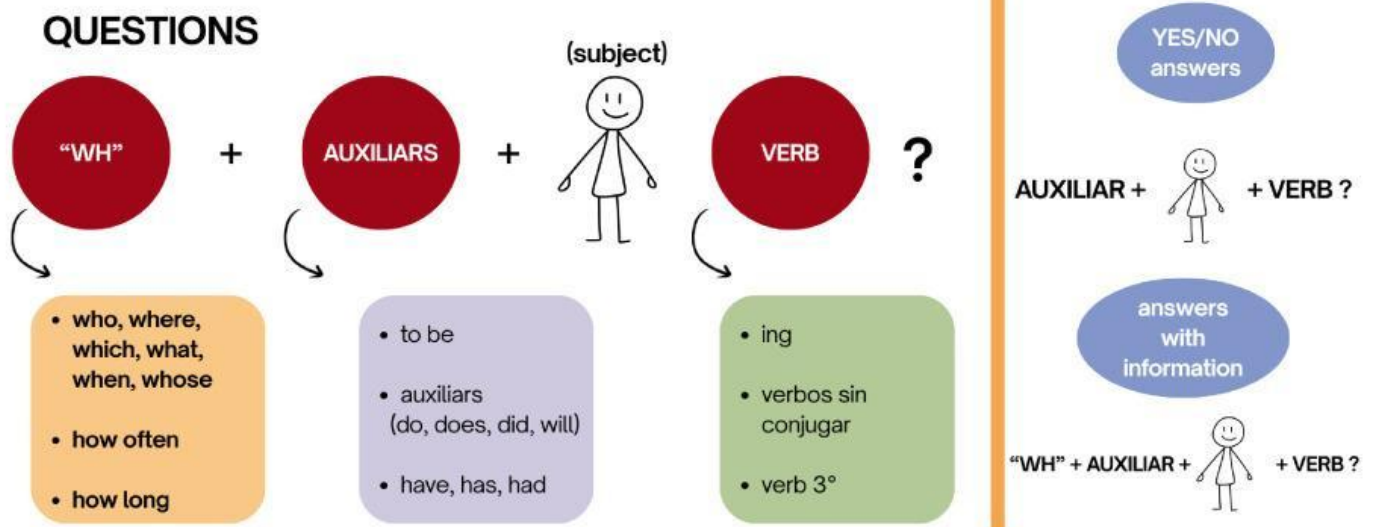 QUESTIONS
(subject)
“WH”
+
AUXILIARS
+
VERB
?
• who, where,
which, what,
when, whose
• how often
• how long
• to be
• auxiliars
(do, does, did, will)
• have, has, had
• ing
• verbos sin
conjugar
• verb 3°
YES/NO
answers
AUXILIAR + + VERB ?
answers
with
information
“WH” + AUXILIAR + + VERB ?